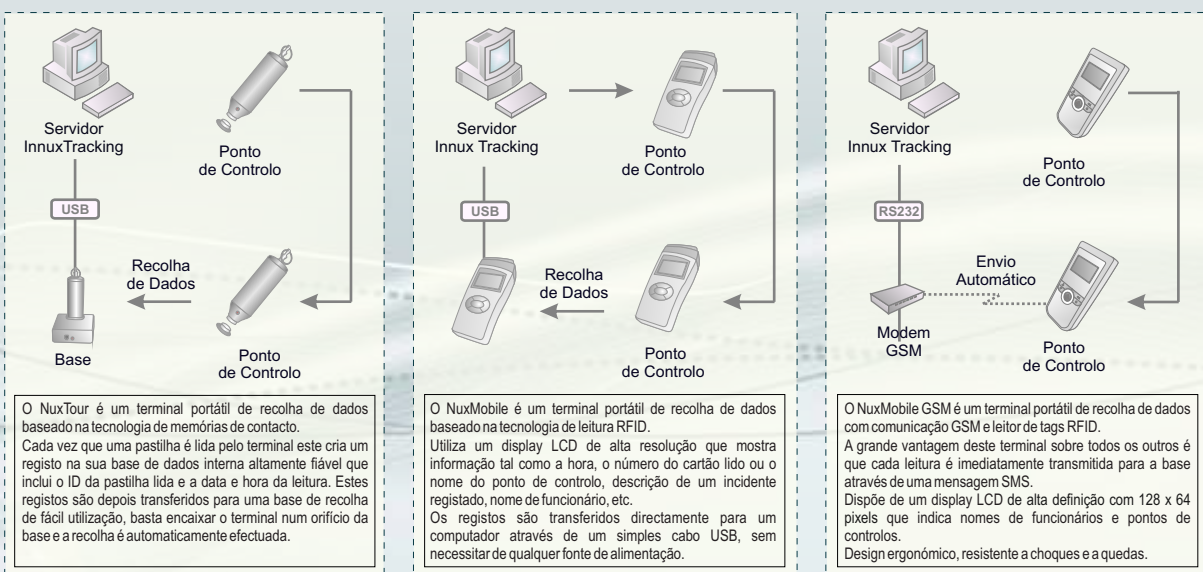 Servidor
InnuxTracking
Ponto
de Controlo
USB
Recolha
de Dados
Base
Ponto
de Controlo
O NuxTour é um terminal portátil de recolha de dados
baseado na tecnologia de memórias de contacto.
Cada vez que uma pastilha é lida pelo terminal este cria um
registo na sua base de dados interna altamente fiável que
inclui o ID da pastilha lida e a data e hora da leitura. Estes
registos são depois transferidos para uma base de recolha
de fácil utilização, basta encaixar o terminal num orifício da
base e a recolha é automaticamente efectuada.
Servidor
Innux Tracking
Ponto
de Controlo
USB
Recolha
de Dados
Ponto
de Controlo
O NuxMobile é um terminal portátil de recolha de dados
baseado na tecnologia de leitura RFID.
Utiliza um display LCD de alta resolução que mostra
informação tal como a hora, o número do cartão lido ou o
nome do ponto de controlo, descrição de um incidente
registado, nome de funcionário, etc.
Os registos são transferidos directamente para um
computador através de um simples cabo USB, sem
necessitar de qualquer fonte de alimentação.
Servidor
Innux Tracking
Ponto
de Controlo
RS232
Envio
Automático
Modem
GSM
Ponto
de Controlo
O NuxMobile GSM é um terminal portátil de recolha de dados
com comunicação GSM e leitor de tags RFID.
A grande vantagem deste terminal sobre todos os outros é
que cada leitura é imediatamente transmitida para a base
através de uma mensagem SMS.
Dispõe de um display LCD de alta definição com 128 x 64
pixels que indica nomes de funcionários e pontos de
controlos.
Design ergonómico, resistente a choques e a quedas.